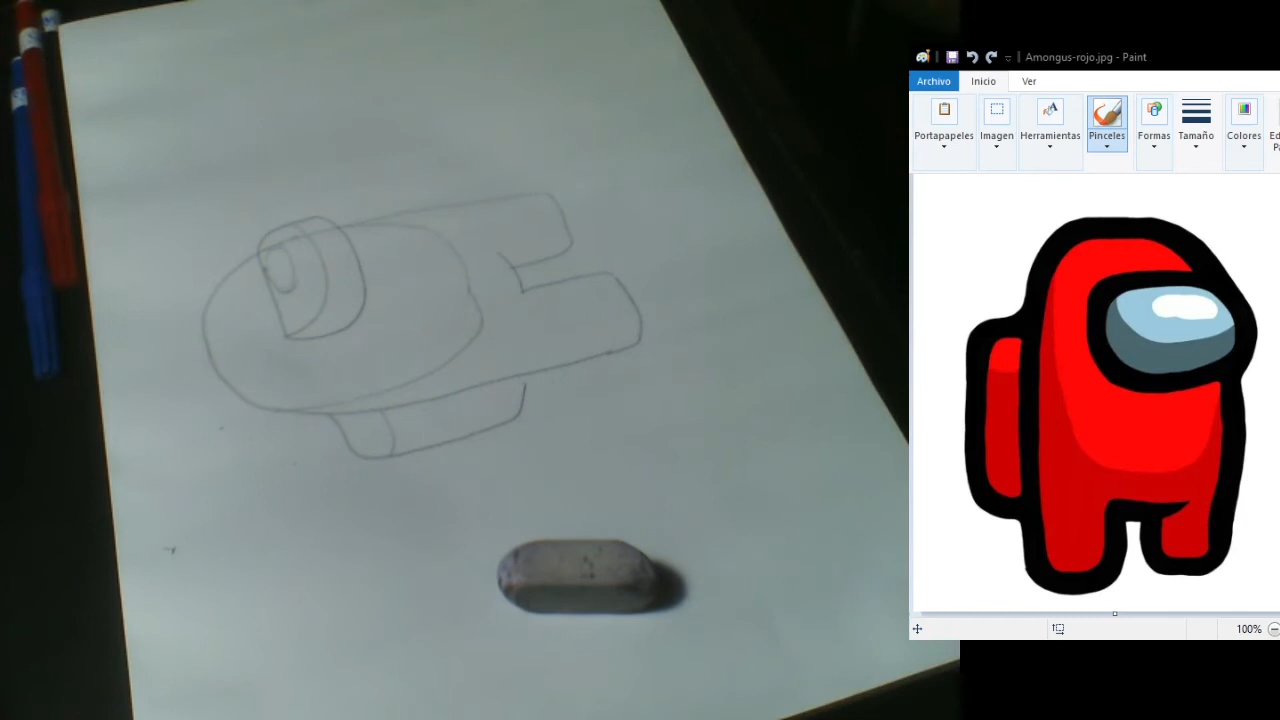 Amongus-rojo.jpg - Paint
Archivo Inicio Ver
Portapapeles Imagen Herramientas Pinceles Formas Tamaño Colores
100%